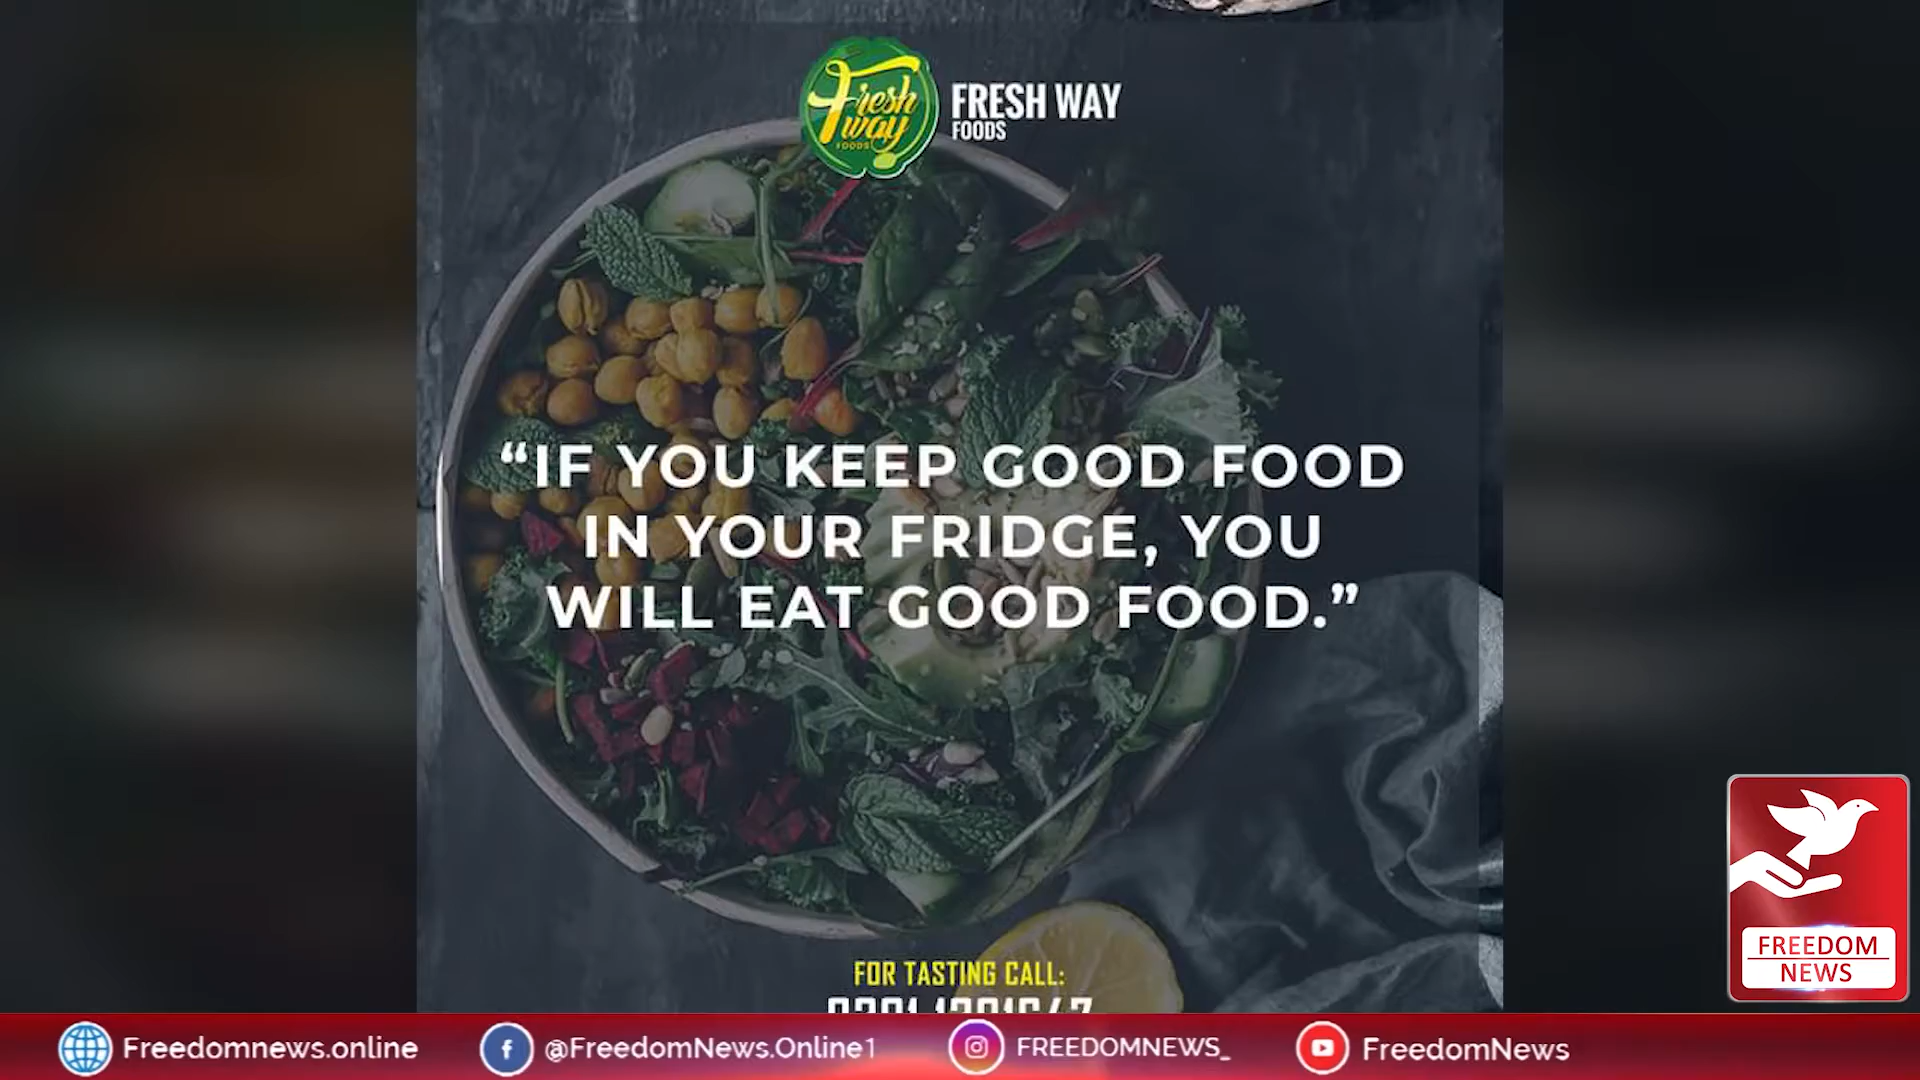 Fresh
way
FOODS
FRESH WAY
FOODS
“IF YOU KEEP GOOD FOOD
IN YOUR FRIDGE, YOU
WILL EAT GOOD FOOD.”
FOR TASTING CALL:
FREEDOM
NEWS
Freedomnews.online
@FreedomNews.Online1
FREEDOMNEWS_
FreedomNews